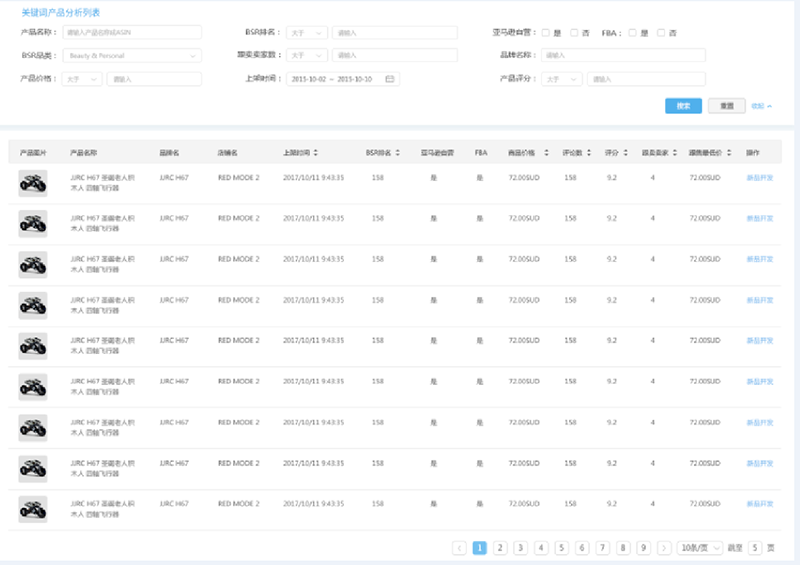 关键词产品分析列表
产品名称： 请输入产品名称或ASIN BSR排名： 大于 请输入 亚马逊自营： 是 否 FBA： 是 否
BSR品类： Beauty & Personal 跟卖卖家数： 大于 请输入 品牌名称： 请输入
产品价格： 大于 请输入 上架时间： 2015-10-02 ~ 2015-10-10 产品评分： 大于 请输入
搜索 重置 收起
产品图片 产品名称 品牌名 店铺名 上架时间 BSR排名 亚马逊自营 FBA 商品价格 评论数 评分 跟卖卖家 跟售最低价 操作
JJRC H67 圣诞老人积 JJRC H67 RED MODE 2 2017/10/11 9:43:35 158 是 是 72.00SUD 158 9.2 4 72.00SUD 新品开发
木人 四轴飞行器
JJRC H67 圣诞老人积 JJRC H67 RED MODE 2 2017/10/11 9:43:35 158 是 是 72.00SUD 158 9.2 4 72.00SUD 新品开发
木人 四轴飞行器
JJRC H67 圣诞老人积 JJRC H67 RED MODE 2 2017/10/11 9:43:35 158 是 是 72.00SUD 158 9.2 4 72.00SUD 新品开发
木人 四轴飞行器
JJRC H67 圣诞老人积 JJRC H67 RED MODE 2 2017/10/11 9:43:35 158 是 是 72.00SUD 158 9.2 4 72.00SUD 新品开发
木人 四轴飞行器
JJRC H67 圣诞老人积 JJRC H67 RED MODE 2 2017/10/11 9:43:35 158 是 是 72.00SUD 158 9.2 4 72.00SUD 新品开发
木人 四轴飞行器
JJRC H67 圣诞老人积 JJRC H67 RED MODE 2 2017/10/11 9:43:35 158 是 是 72.00SUD 158 9.2 4 72.00SUD 新品开发
木人 四轴飞行器
JJRC H67 圣诞老人积 JJRC H67 RED MODE 2 2017/10/11 9:43:35 158 是 是 72.00SUD 158 9.2 4 72.00SUD 新品开发
木人 四轴飞行器
JJRC H67 圣诞老人积 JJRC H67 RED MODE 2 2017/10/11 9:43:35 158 是 是 72.00SUD 158 9.2 4 72.00SUD 新品开发
木人 四轴飞行器
JJRC H67 圣诞老人积 JJRC H67 RED MODE 2 2017/10/11 9:43:35 158 是 是 72.00SUD 158 9.2 4 72.00SUD 新品开发
木人 四轴飞行器
1 2 3 4 5 6 7 8 9 10条/页 跳至 5 页